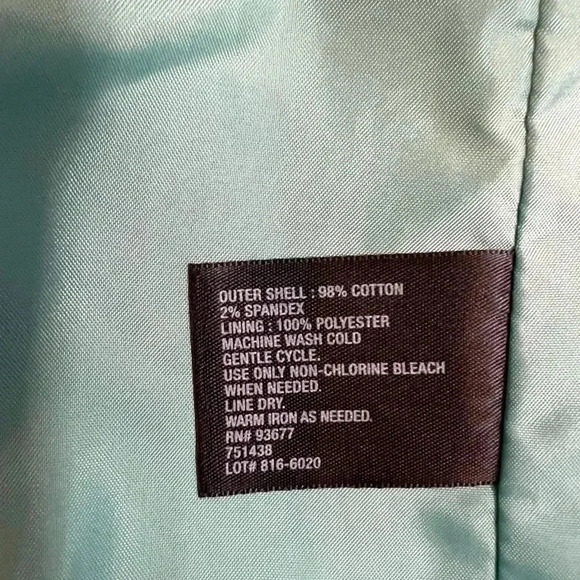 OUTER SHELL : 98% COTTON
2% SPANDEX
LINING : 100% POLYESTER
MACHINE WASH COLD
GENTLE CYCLE.
USE ONLY NON-CHLORINE BLEACH
WHEN NEEDED.
LINE DRY.
WARM IRON AS NEEDED.
RN# 93677
751438
LOT# 816-6020